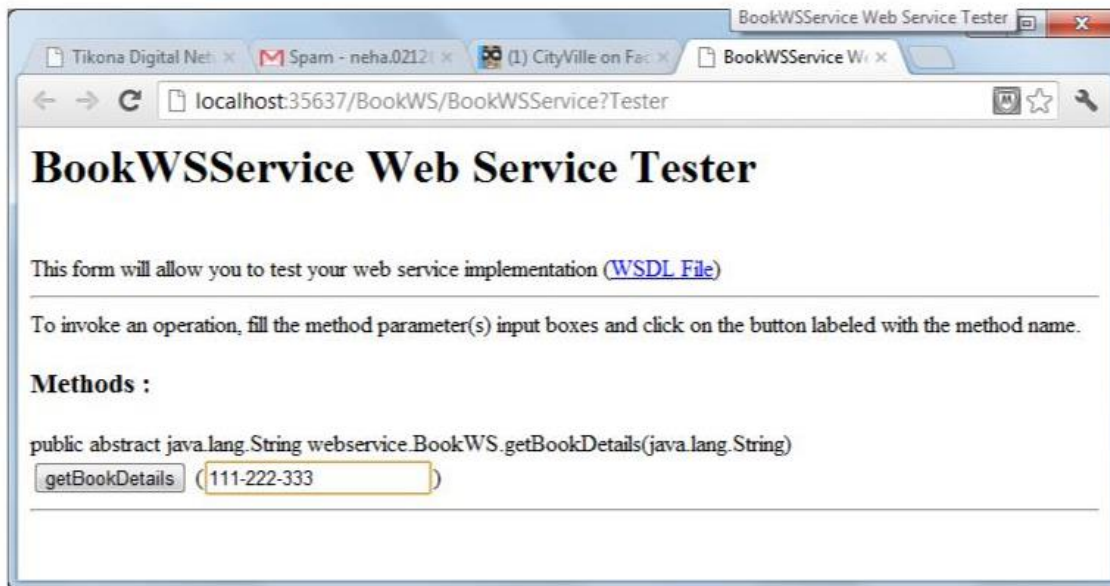 BookWSService Web Service Tester
Tikona Digital Net
Spam - neha.0212
(1) CityVille on Fac
BookWSService We
localhost:35637/BookWS/BookWSService?Tester
BookWSService Web Service Tester
This form will allow you to test your web service implementation (WSDL File)
To invoke an operation, fill the method parameter(s) input boxes and click on the button labeled with the method name.
Methods :
public abstract java.lang.String webservice.BookWS.getBookDetails(java.lang.String)
getBookDetails (111-222-333)